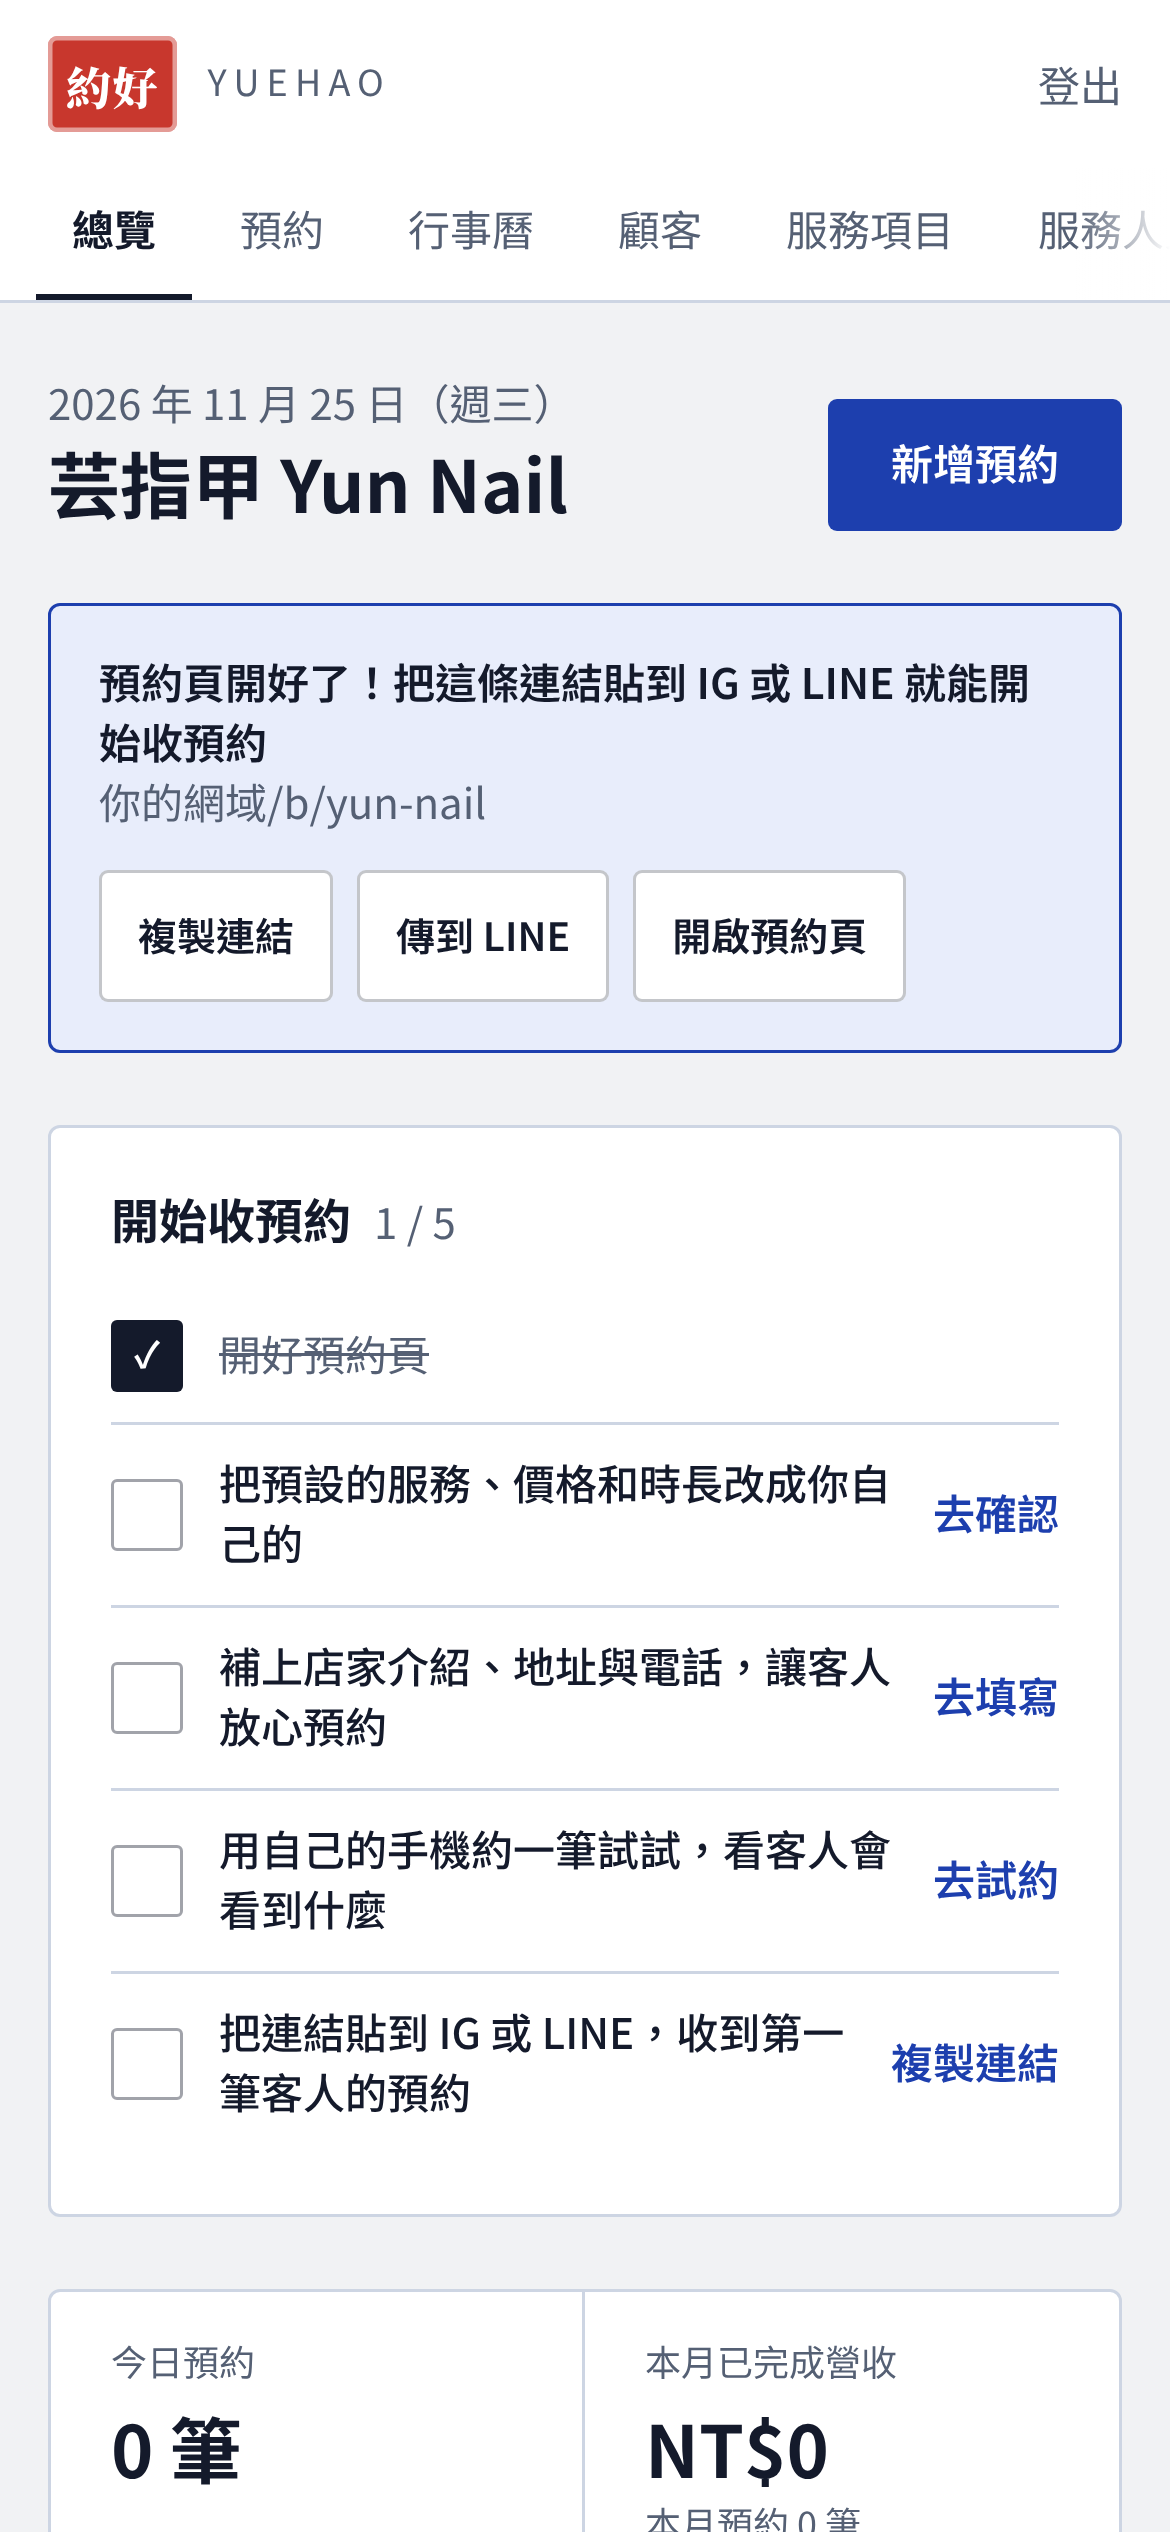 約好 YUEHAO 登出
總覽 預約 行事曆 顧客 服務項目 服務人
2026 年 11 月 25 日（週三）
芸指甲 Yun Nail
新增預約
預約頁開好了！把這條連結貼到 IG 或 LINE 就能開
始收預約
你的網域/b/yun-nail
複製連結 傳到 LINE 開啟預約頁
開始收預約 1 / 5
✓ 開好預約頁
把預設的服務、價格和時長改成你自
己的
去確認
補上店家介紹、地址與電話，讓客人
放心預約
去填寫
用自己的手機約一筆試試，看客人會
看到什麼
去試約
把連結貼到 IG 或 LINE，收到第一
筆客人的預約
複製連結
今日預約
0 筆
本月已完成營收
NT$0
本月預約 0 筆